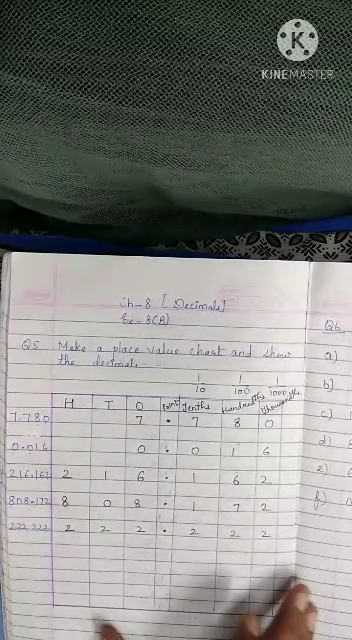 K
KINEMASTER
Ch-8 [Decimals]
Ex-8(B)
Q5 Make a place value chart and show
the decimals.
1/10 1/100 1/1000
H T O Point Tenths Hundredths Thousandths
7.780 7 . 7 8 0
0.016 0 . 0 1 6
216.162 2 1 6 . 1 6 2
808.172 8 0 8 . 1 7 2
222.222 2 2 2 . 2 2 2
Q6
a)
b)
c)
d)
e)
f)